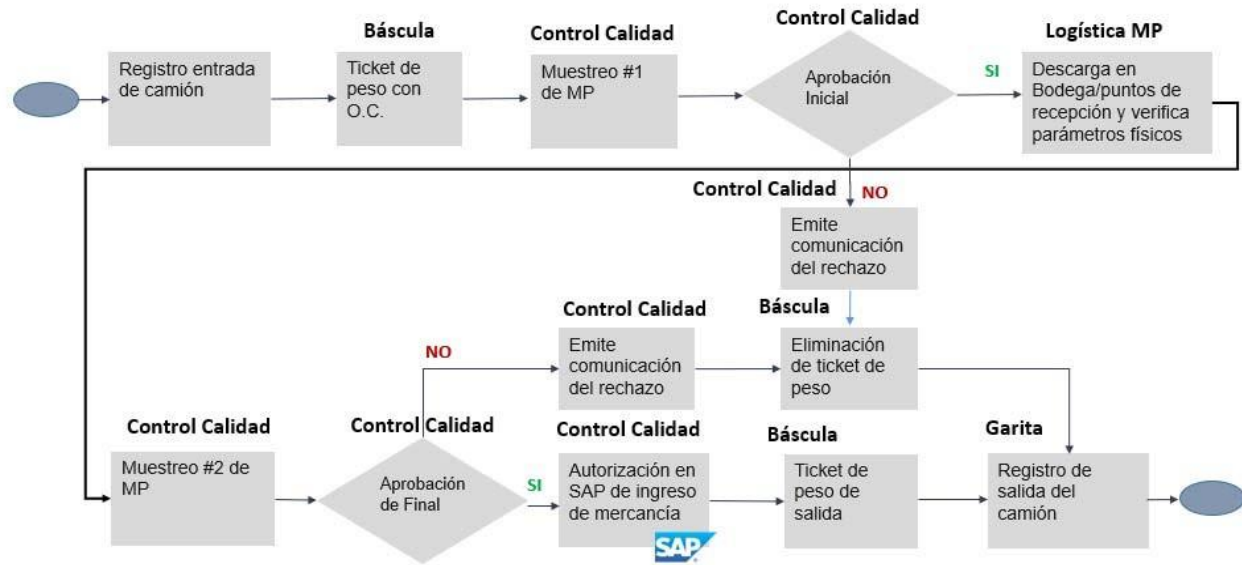 Registro entrada
de camión
Báscula
Ticket de
peso con
O.C.
Control Calidad
Muestreo #1
de MP
Control Calidad
Aprobación
Inicial
SI
Logística MP
Descarga en
Bodega/puntos de
recepción y verifica
parámetros físicos
Control Calidad
NO
Emite
comunicación
del rechazo
Control Calidad
Báscula
NO
Emite
comunicación
del rechazo
Eliminación
de ticket de
peso
Control Calidad
Muestreo #2 de
MP
Control Calidad
Aprobación
de Final
SI
Control Calidad
Autorización en
SAP de ingreso
de mercancía
SAP
Báscula
Ticket de
peso de
salida
Garita
Registro de
salida del
camión